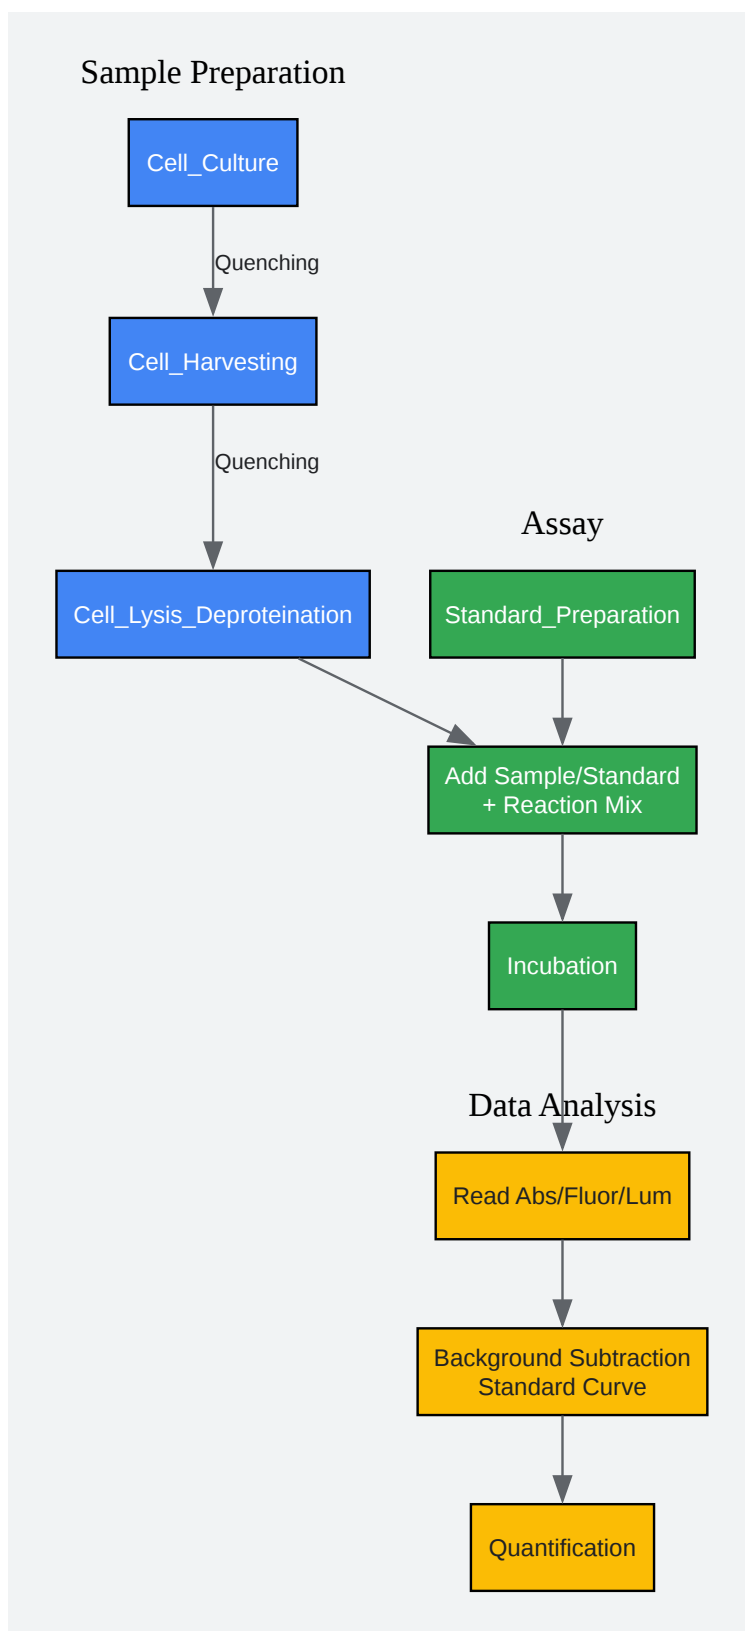 Sample Preparation
Cell_Culture
Quenching
Cell_Harvesting
Quenching
Cell_Lysis_Deproteination
Assay
Standard_Preparation
Add Sample/Standard
+ Reaction Mix
Incubation
Data Analysis
Read Abs/Fluor/Lum
Background Subtraction
Standard Curve
Quantification